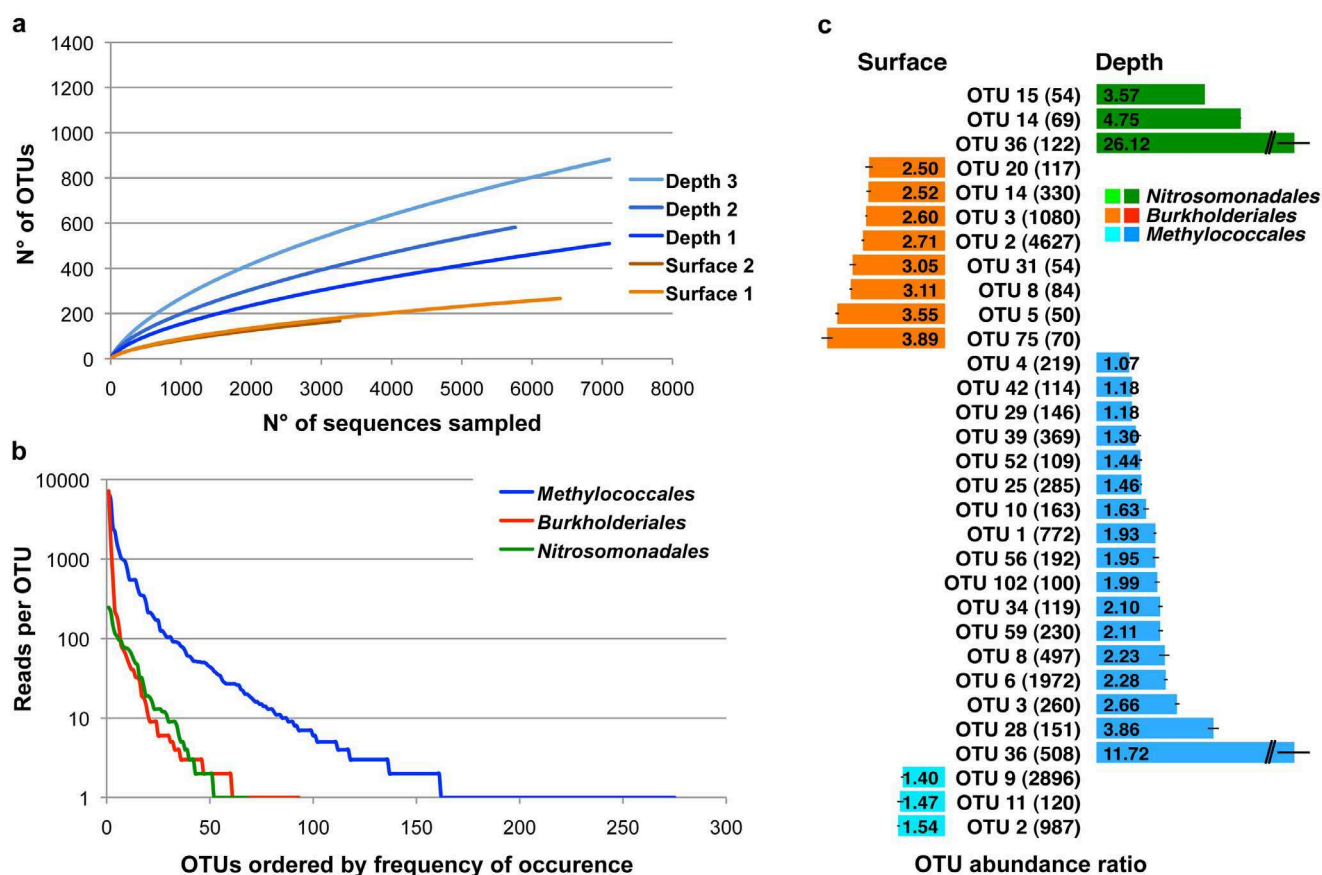 a
1400
1200
1000
800
600
400
200
0
N° of OTUs
0 1000 2000 3000 4000 5000 6000 7000 8000
N° of sequences sampled
Depth 3
Depth 2
Depth 1
Surface 2
Surface 1
b
10000
1000
100
10
1
Reads per OTU
0 50 100 150 200 250 300
OTUs ordered by frequency of occurence
Methylococcales
Burkholderiales
Nitrosomonadales
c
Surface Depth
OTU 15 (54) 3.57
OTU 14 (69) 4.75
OTU 36 (122) 26.12
2.50 OTU 20 (117)
2.52 OTU 14 (330)
2.60 OTU 3 (1080)
2.71 OTU 2 (4627)
3.05 OTU 31 (54)
3.11 OTU 8 (84)
3.55 OTU 5 (50)
3.89 OTU 75 (70)
OTU 4 (219) 1.07
OTU 42 (114) 1.18
OTU 29 (146) 1.18
OTU 39 (369) 1.30
OTU 52 (109) 1.44
OTU 25 (285) 1.46
OTU 10 (163) 1.63
OTU 1 (772) 1.93
OTU 56 (192) 1.95
OTU 102 (100) 1.99
OTU 34 (119) 2.10
OTU 59 (230) 2.11
OTU 8 (497) 2.23
OTU 6 (1972) 2.28
OTU 3 (260) 2.66
OTU 28 (151) 3.86
OTU 36 (508) 11.72
1.40 OTU 9 (2896)
1.47 OTU 11 (120)
1.54 OTU 2 (987)
Nitrosomonadales
Burkholderiales
Methylococcales
OTU abundance ratio